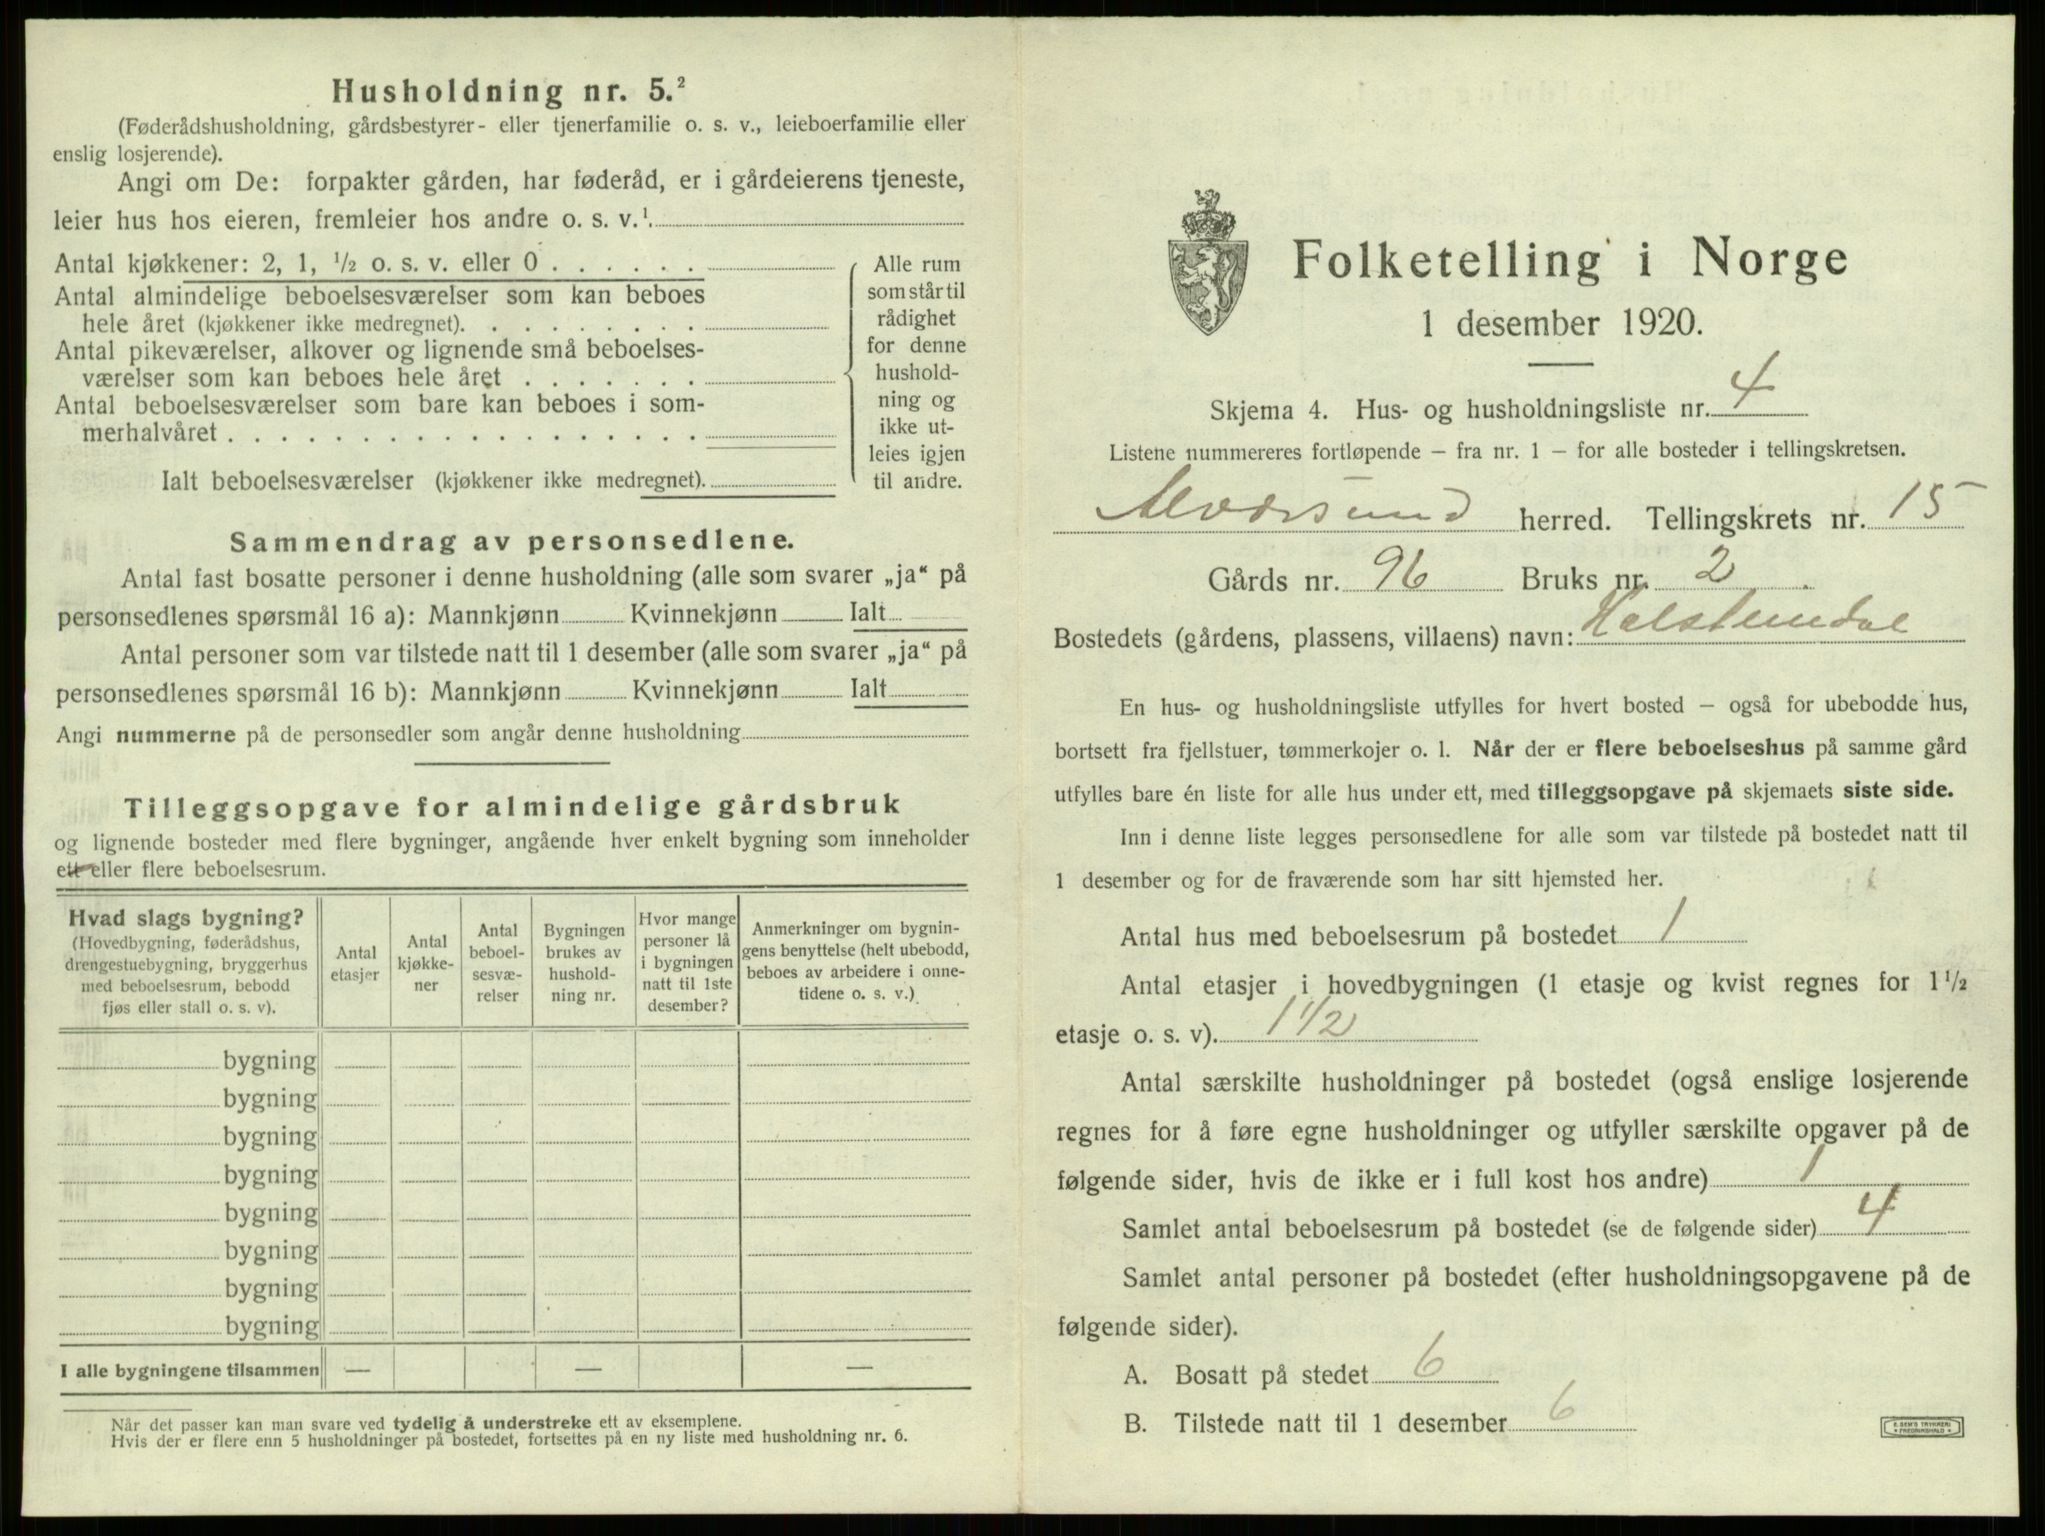 Husholdning nr. 5.²
(Føderådshusholdning, gårdsbestyrer- eller tjenerfamilie o. s. v., leieboerfamilie eller
enslig losjerende).
Angi om De: forpakter gården, har føderåd, er i gårdeierens tjeneste,
leier hus hos eieren, fremleier hos andre o. s. v.¹
Antal kjøkkener: 2, 1, ½ o. s. v. eller 0
Antal almindelige beboelsesværelser som kan beboes
hele året (kjøkkener ikke medregnet).
Antal pikeværelser, alkover og lignende små beboelses-
værelser som kan beboes hele året
Antal beboelsesværelser som bare kan beboes i som-
merhalvåret
Ialt beboelsesværelser (kjøkkener ikke medregnet).
Alle rum
som står til
rådighet
for denne
hushold-
ning og
ikke ut-
leies igjen
til andre.
Sammendrag av personsedlene.
Antal fast bosatte personer i denne husholdning (alle som svarer „ja“ på
personsedlenes spørsmål 16 a): Mannkjønn Kvinnekjønn Ialt
Antal personer som var tilstede natt til 1 desember (alle som svarer „ja“ på
personsedlenes spørsmål 16 b): Mannkjønn Kvinnekjønn Ialt
Angi nummerne på de personsedler som angår denne husholdning
Tilleggsopgave for almindelige gårdsbruk
og lignende bosteder med flere bygninger, angående hver enkelt bygning som inneholder
ett eller flere beboelsesrum.
Hvad slags bygning?
(Hovedbygning, føderådshus,
drengestuebygning, bryggerhus
med beboelsesrum, bebodd
fjøs eller stall o. s. v).
Antal
etasjer
Antal
kjøkke-
ner
Antal
beboel-
sesvæ-
relser
Bygningen
brukes av
hushold-
ning nr.
Hvor mange
personer lå
i bygningen
natt til 1ste
desember?
Anmerkninger om bygnin-
gens benyttelse (helt ubebodd,
beboes av arbeidere i onne-
tidene o. s. v.)
bygning
bygning
bygning
bygning
bygning
bygning
bygning
bygning
I alle bygningene tilsammen — — —
Når det passer kan man svare ved tydelig å understreke ett av eksemplene.
Hvis der er flere enn 5 husholdninger på bostedet, fortsettes på en ny liste med husholdning nr. 6.
Folketelling i Norge
1 desember 1920.
Skjema 4. Hus- og husholdningsliste nr. 4
Listene nummereres fortløpende – fra nr. 1 – for alle bosteder i tellingskretsen.
Alversund herred. Tellingskrets nr. 15
Gårds nr. 96 Bruks nr. 2
Bostedets (gårdens, plassens, villaens) navn:
En hus- og husholdningsliste utfylles for hvert bosted – også for ubebodde hus,
bortsett fra fjellstuer, tømmerkojer o. l. Når der er flere beboelseshus på samme gård
utfylles bare én liste for alle hus under ett, med tilleggsopgave på skjemaets siste side.
Inn i denne liste legges personsedlene for alle som var tilstede på bostedet natt til
1 desember og for de fraværende som har sitt hjemsted her.
Antal hus med beboelsesrum på bostedet 1
Antal etasjer i hovedbygningen (1 etasje og kvist regnes for 1½
etasje o. s. v). 1½
Antal særskilte husholdninger på bostedet (også enslige losjerende
regnes for å føre egne husholdninger og utfyller særskilte opgaver på de
følgende sider, hvis de ikke er i full kost hos andre) 1
Samlet antal beboelsesrum på bostedet (se de følgende sider) 4
Samlet antal personer på bostedet (efter husholdningsopgavene på de
følgende sider).
A. Bosatt på stedet 6
B. Tilstede natt til 1 desember 6
E. SEM'S TRYKKERI
FREDRIKSHALD